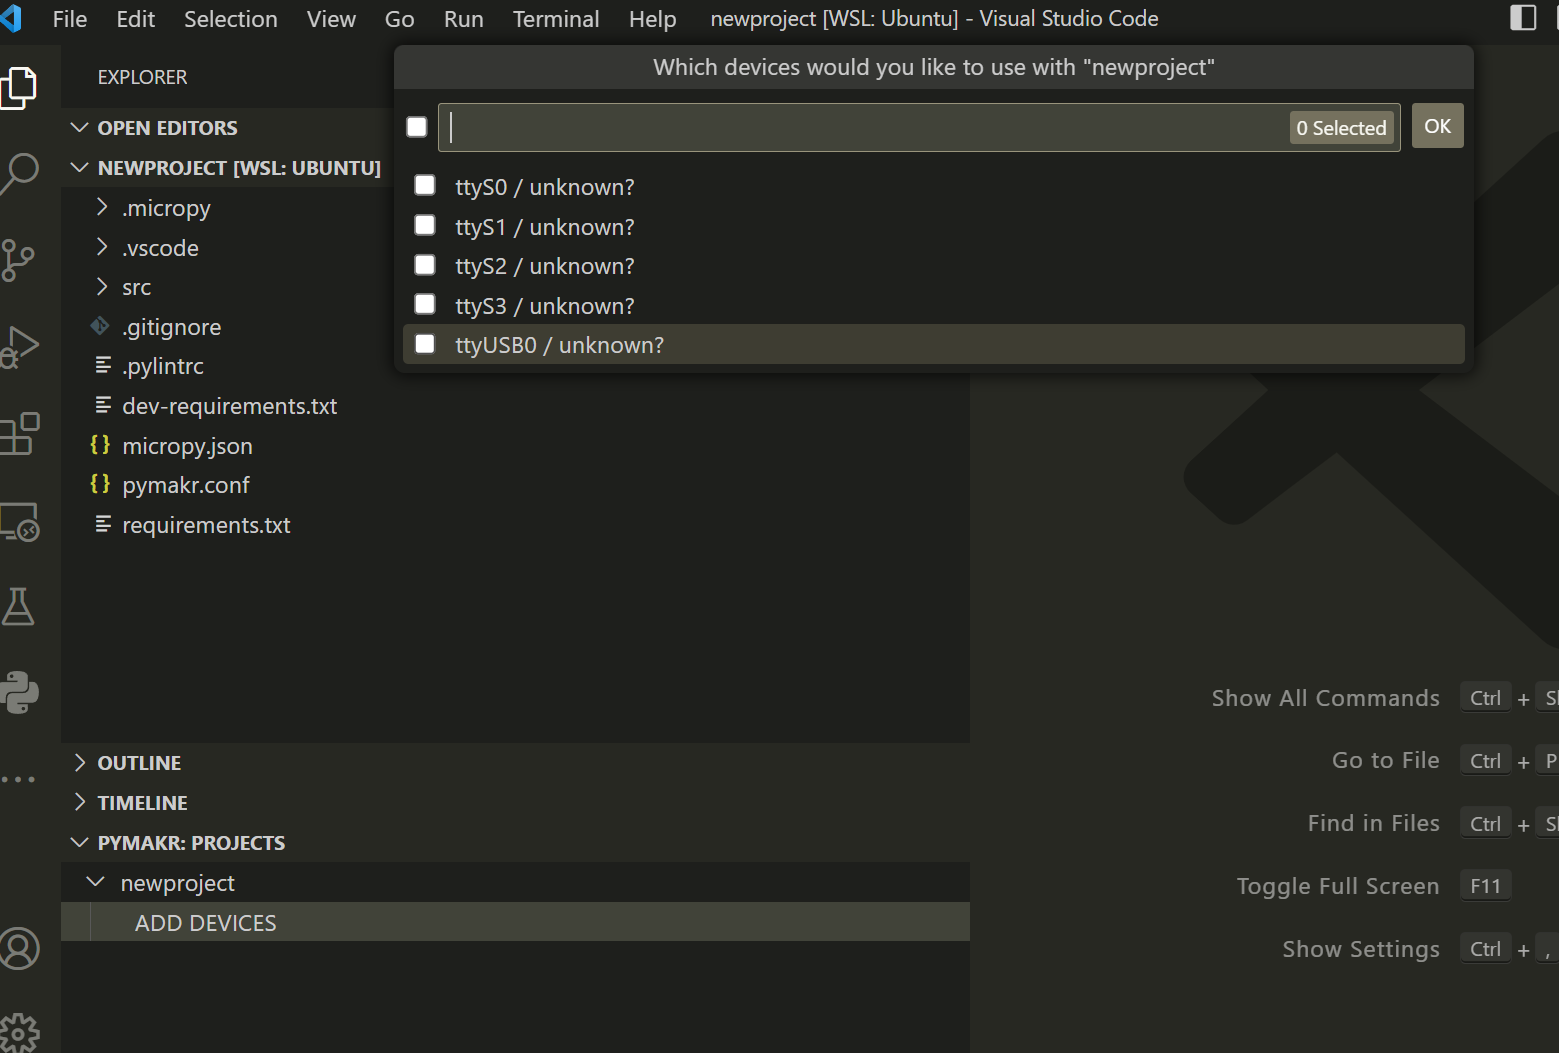 File Edit Selection View Go Run Terminal Help newproject [WSL: Ubuntu] - Visual Studio Code
Which devices would you like to use with "newproject"
0 Selected OK
ttyS0 / unknown?
ttyS1 / unknown?
ttyS2 / unknown?
ttyS3 / unknown?
ttyUSB0 / unknown?
EXPLORER
OPEN EDITORS
NEWPROJECT [WSL: UBUNTU]
.micropy
.vscode
src
.gitignore
.pylintrc
dev-requirements.txt
{} micropy.json
{} pymakr.conf
requirements.txt
OUTLINE
TIMELINE
PYMAKR: PROJECTS
newproject
ADD DEVICES
Show All Commands Ctrl +
Go to File Ctrl + P
Find in Files Ctrl +
Toggle Full Screen F11
Show Settings Ctrl + ,